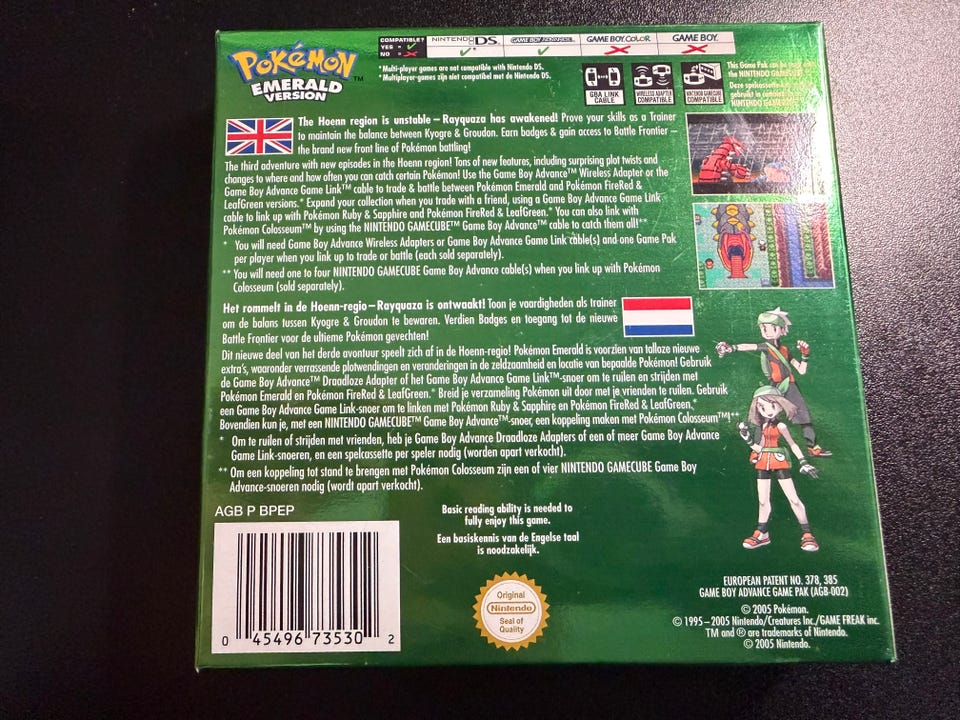 COMPATIBLE?
YES = ✓
NO = ✗
NINTENDO DS™
✓*
GAME BOY ADVANCE
✓
GAME BOY COLOR
✗
GAME BOY
✗
* Multi-player games are not compatible with Nintendo DS.
* Multiplayer-games zijn niet compatibel met de Nintendo DS.
POKéMON™
EMERALD
VERSION
GBA LINK
CABLE
WIRELESS ADAPTER
COMPATIBLE
NINTENDO GAMECUBE
COMPATIBLE
This Game Pak can be
the NINTENDO GAMECUBE
Deze spelcassette
gebruikt in
NINTENDO
The Hoenn region is unstable – Rayquaza has awakened! Prove your skills as a Trainer
to maintain the balance between Kyogre & Groudon. Earn badges & gain access to Battle Frontier –
the brand new front line of Pokémon battling!
The third adventure with new episodes in the Hoenn region! Tons of new features, including surprising plot twists and
changes to where and how often you can catch certain Pokémon! Use the Game Boy Advance™ Wireless Adapter or the
Game Boy Advance Game Link™ cable to trade & battle between Pokémon Emerald and Pokémon FireRed &
LeafGreen versions.* Expand your collection when you trade with a friend, using a Game Boy Advance Game Link
cable to link up with Pokémon Ruby & Sapphire and Pokémon FireRed & LeafGreen.* You can also link with
Pokémon Colosseum™ by using the NINTENDO GAMECUBE™ Game Boy Advance™ cable to catch them all!**
* You will need Game Boy Advance Wireless Adapters or Game Boy Advance Game Link cable(s) and one Game Pak
per player when you link up to trade or battle (each sold separately).
** You will need one to four NINTENDO GAMECUBE Game Boy Advance cable(s) when you link up with Pokémon
Colosseum (sold separately).
Het rommelt in de Hoenn-regio – Rayquaza is ontwaakt! Toon je vaardigheden als trainer
om de balans tussen Kyogre & Groudon te bewaren. Verdien Badges en toegang tot de nieuwe
Battle Frontier voor de ultieme Pokémon gevechten!
Dit nieuwe deel van het derde avontuur speelt zich af in de Hoenn-regio! Pokémon Emerald is voorzien van talloze nieuwe
extra's, waaronder verrassende plotwendingen en veranderingen in de zeldzaamheid en locatie van bepaalde Pokémon! Gebruik
de Game Boy Advance™ Draadloze Adapter of het Game Boy Advance Game Link™-snoer om te ruilen en strijden met
Pokémon Emerald en Pokémon FireRed & LeafGreen.* Breid je verzameling Pokémon uit door met je vrienden te ruilen. Gebruik
een Game Boy Advance Game Link-snoer om te linken met Pokémon Ruby & Sapphire en Pokémon FireRed & LeafGreen.*
Bovendien kun je, met een NINTENDO GAMECUBE™ Game Boy Advance™-snoer, een koppeling maken met Pokémon Colosseum™!**
* Om te ruilen of strijden met vrienden, heb je Game Boy Advance Draadloze Adapters of een of meer Game Boy Advance
Game Link-snoeren, en een spelcassette per speler nodig (worden apart verkocht).
** Om een koppeling tot stand te brengen met Pokémon Colosseum zijn een of vier NINTENDO GAMECUBE Game Boy
Advance-snoeren nodig (wordt apart verkocht).
AGB P BPEP
Basic reading ability is needed to
fully enjoy this game.
Een basiskennis van de Engelse taal
is noodzakelijk.
0 45496 73530 2
Original
Nintendo
Seal of
Quality
EUROPEAN PATENT NO. 378, 385
GAME BOY ADVANCE GAME PAK (AGB-002)
© 2005 Pokémon.
© 1995–2005 Nintendo/Creatures Inc./GAME FREAK inc.
TM and ® are trademarks of Nintendo.
© 2005 Nintendo.